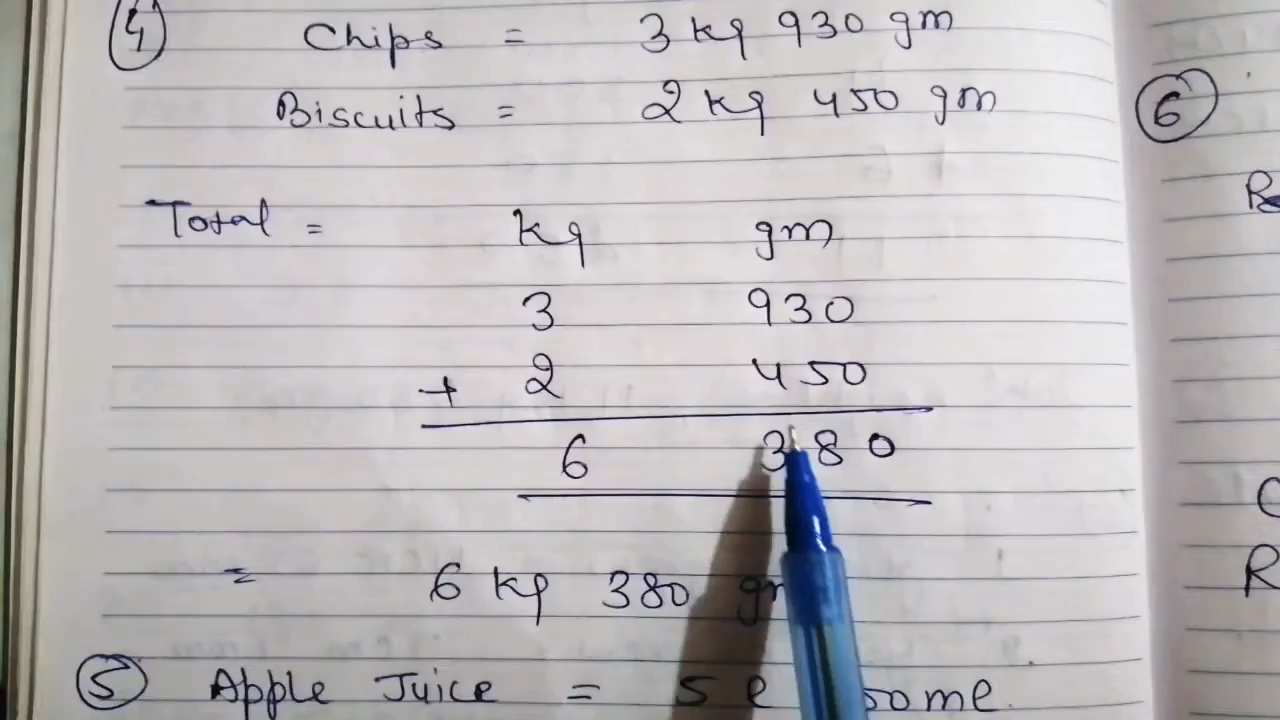 4 Chips = 3 kg 930 gm
Biscuits = 2 kg 450 gm
6
Total = kg gm
3 930
+ 2 450
6 380
= 6 kg 380
5 Apple Juice = 5 l